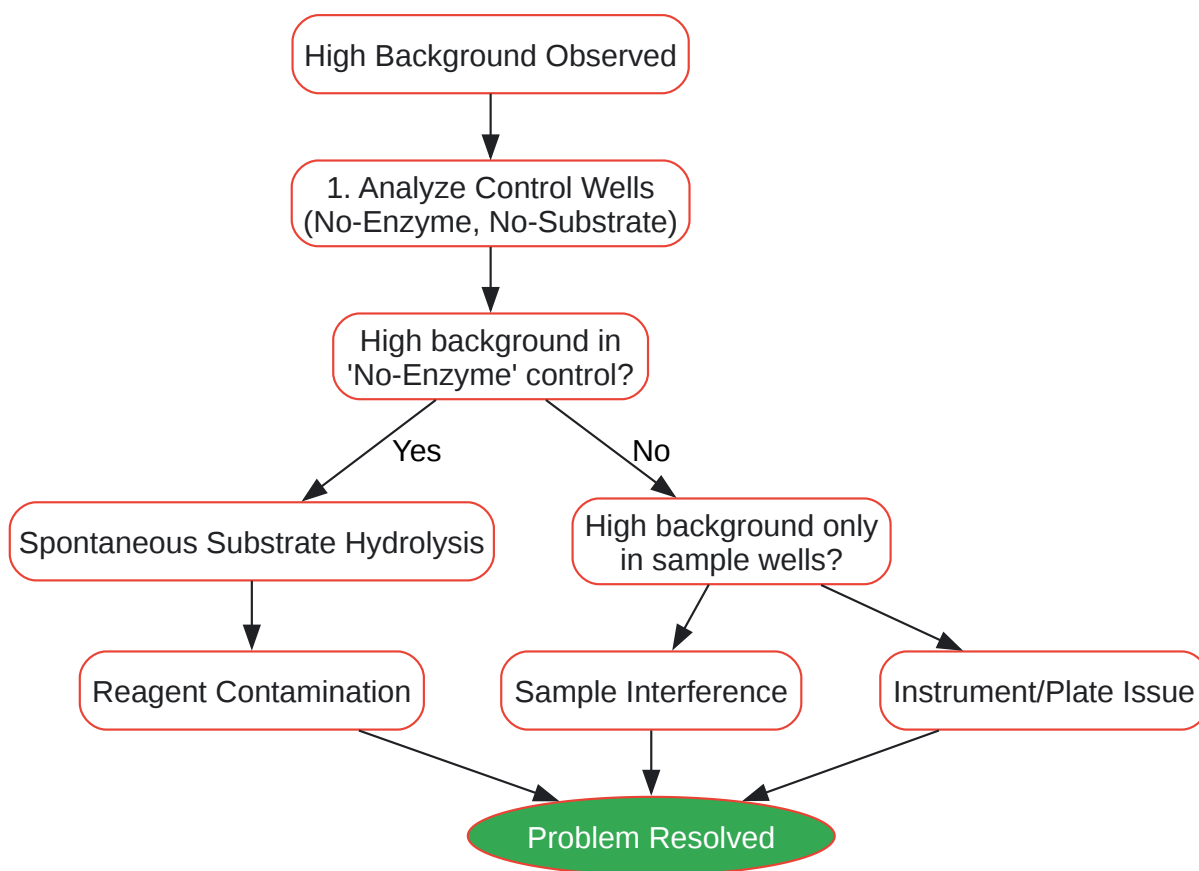 High Background Observed
1. Analyze Control Wells
(No-Enzyme, No-Substrate)
High background in
'No-Enzyme' control?
Yes
No
Spontaneous Substrate Hydrolysis
High background only
in sample wells?
Reagent Contamination
Sample Interference
Instrument/Plate Issue
Problem Resolved